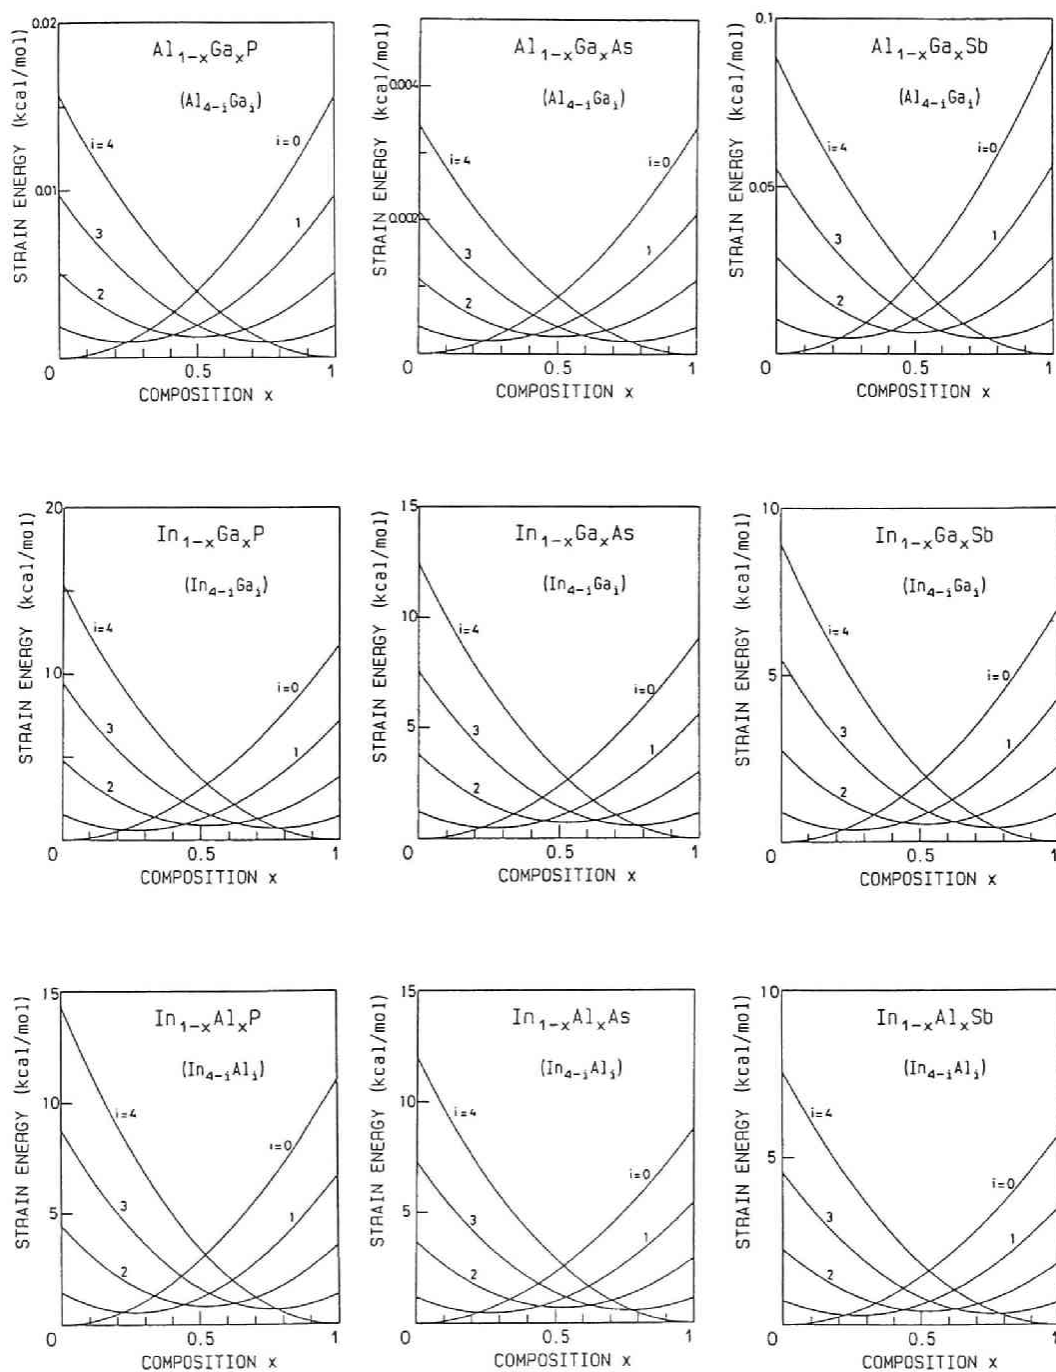 STRAIN ENERGY (kcal/mol)
0.02
0.01
0
Al1-xGaxP
(Al4-iGai)
i=4
i=0
3
1
2
0.5
1
COMPOSITION x
STRAIN ENERGY (kcal/mol)
0.004
0.002
0
Al1-xGaxAs
(Al4-iGai)
i=4
i=0
3
1
2
0.5
1
COMPOSITION x
STRAIN ENERGY (kcal/mol)
0.1
0.05
0
Al1-xGaxSb
(Al4-iGai)
i=4
i=0
3
1
2
0.5
1
COMPOSITION x
STRAIN ENERGY (kcal/mol)
20
10
0
In1-xGaxP
(In4-iGai)
i=4
i=0
3
1
2
0.5
1
COMPOSITION x
STRAIN ENERGY (kcal/mol)
15
10
5
0
In1-xGaxAs
(In4-iGai)
i=4
i=0
3
1
2
0.5
1
COMPOSITION x
STRAIN ENERGY (kcal/mol)
10
5
0
In1-xGaxSb
(In4-iGai)
i=4
i=0
3
1
2
0.5
1
COMPOSITION x
STRAIN ENERGY (kcal/mol)
15
10
5
0
In1-xAlxP
(In4-iAli)
i=4
i=0
3
1
2
0.5
1
COMPOSITION x
STRAIN ENERGY (kcal/mol)
15
10
5
0
In1-xAlxAs
(In4-iAli)
i=4
i=0
3
1
2
0.5
1
COMPOSITION x
STRAIN ENERGY (kcal/mol)
10
5
0
In1-xAlxSb
(In4-iAli)
i=4
i=0
3
1
2
0.5
1
COMPOSITION x